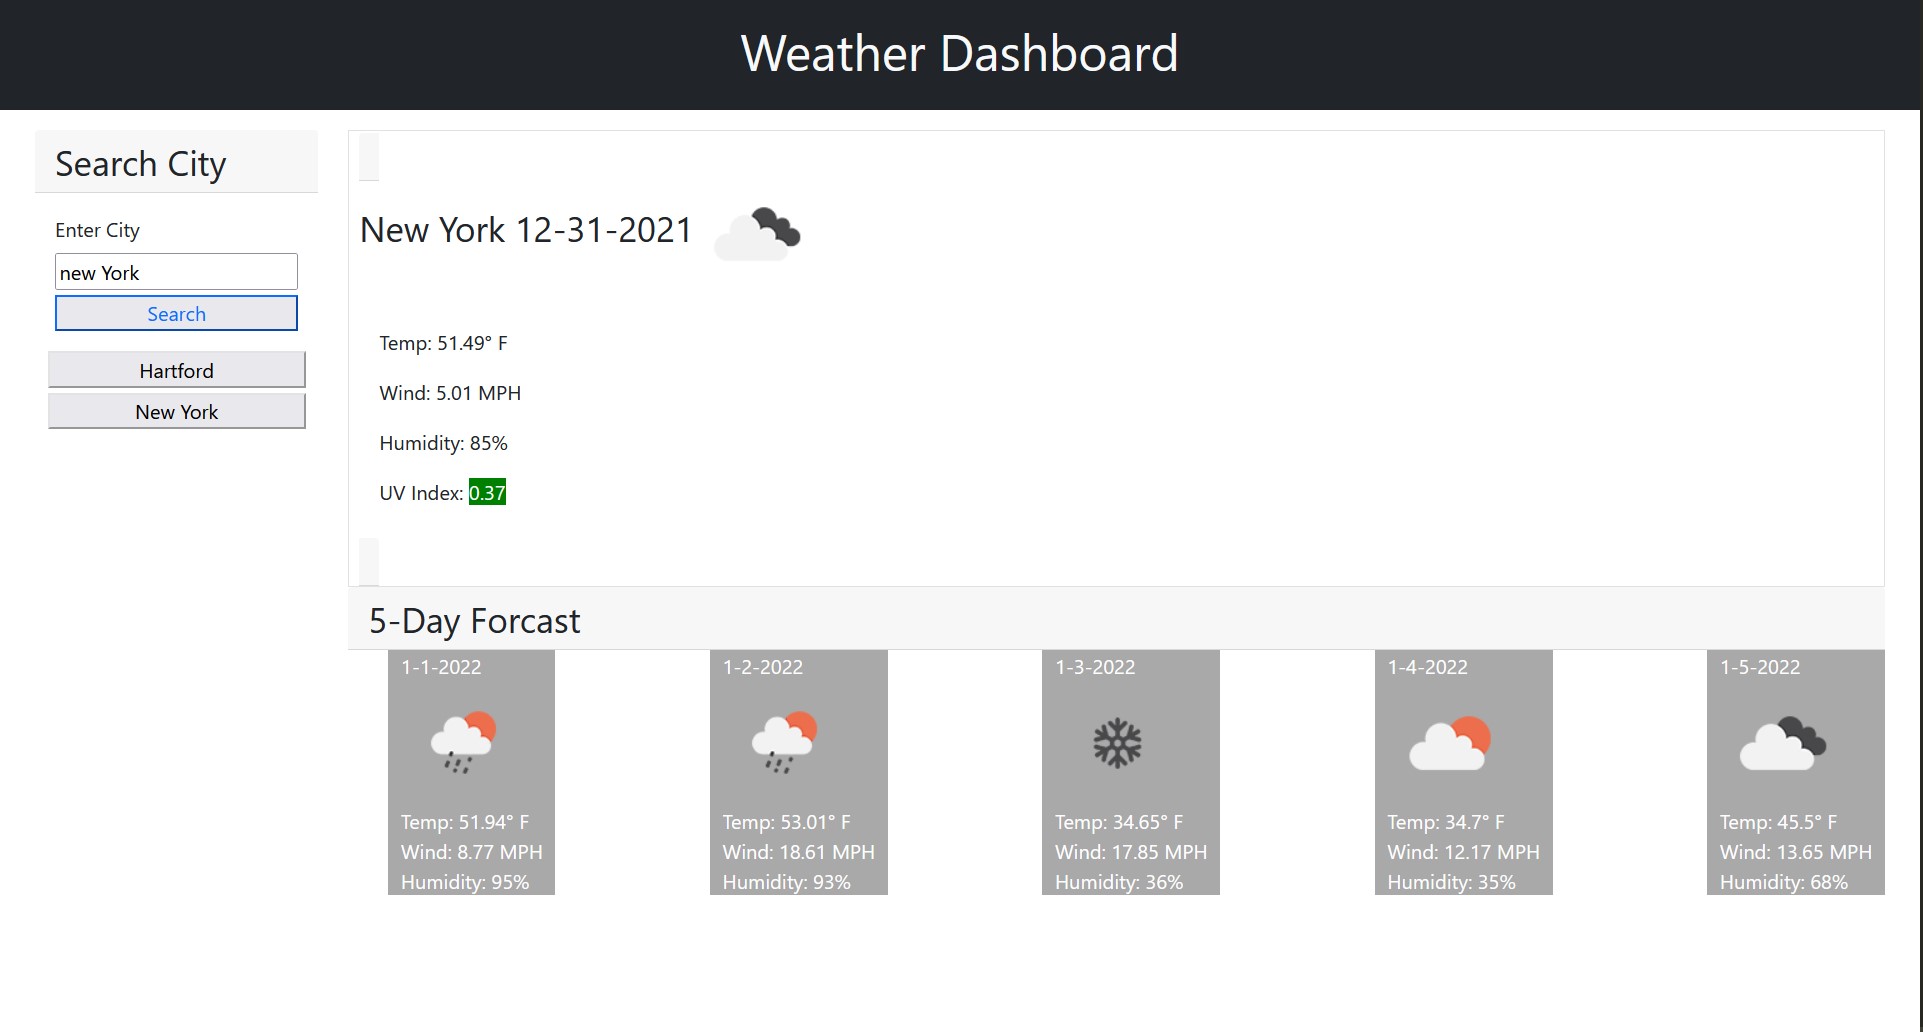 Weather Dashboard
Search City
Enter City
new York
Search
Hartford
New York
New York 12-31-2021
Temp: 51.49° F
Wind: 5.01 MPH
Humidity: 85%
UV Index: 0.37
5-Day Forcast
1-1-2022
Temp: 51.94° F
Wind: 8.77 MPH
Humidity: 95%
1-2-2022
Temp: 53.01° F
Wind: 18.61 MPH
Humidity: 93%
1-3-2022
Temp: 34.65° F
Wind: 17.85 MPH
Humidity: 36%
1-4-2022
Temp: 34.7° F
Wind: 12.17 MPH
Humidity: 35%
1-5-2022
Temp: 45.5° F
Wind: 13.65 MPH
Humidity: 68%